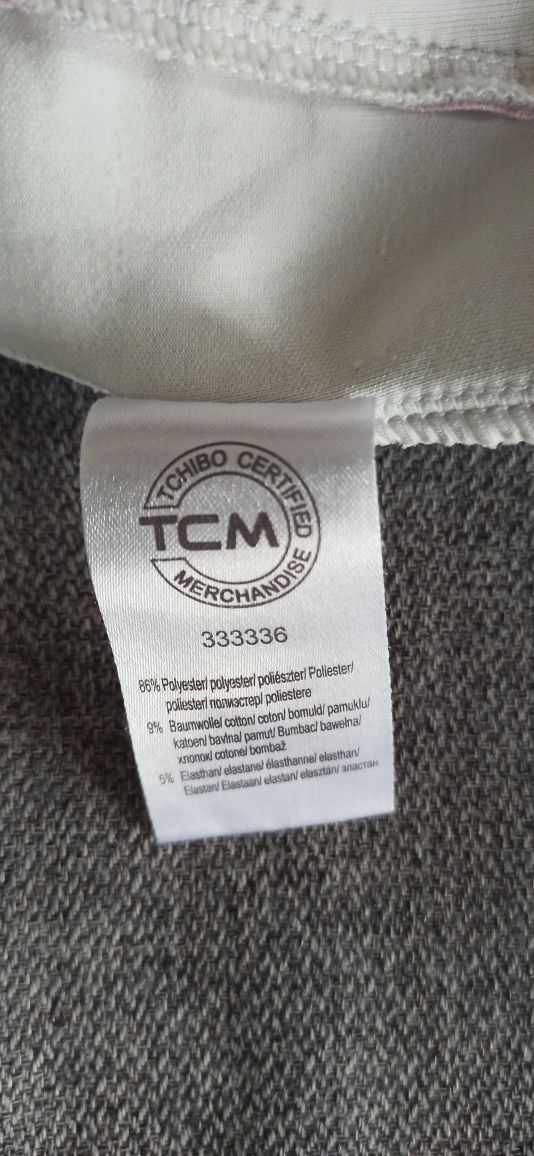 TCHIBO CERTIFIED
TCM
MERCHANDISE
333336
86% Polyester/ polyester/ poliészter/ Poliester/
poliester/ полиэстер/ poliestere
9% Baumwolle/ cotton/ coton/ bomuld/ pamuklu/
katoen/ bavlna/ pamut/ Bumbac/ bawełna/
хлопок/ cotone/ bombaž
5% Elasthan/ elastane/ élasthanne/ elasthan/
Elastan/ Elastaan/ elastan/ elasztán/ эластан